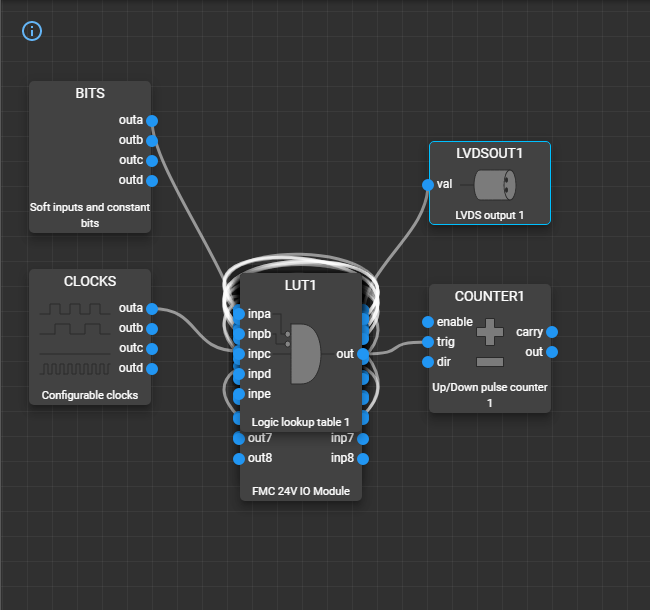 BITS
outa
outb
outc
outd
Soft inputs and constant
bits
CLOCKS
outa
outb
outc
outd
Configurable clocks
LUT1
inpa
inpb
inpc
inpd
inpe
out
Logic lookup table 1
out7
inp7
out8
inp8
FMC 24V IO Module
LVDSOUT1
val
LVDS output 1
COUNTER1
enable
trig
dir
carry
out
Up/Down pulse counter
1